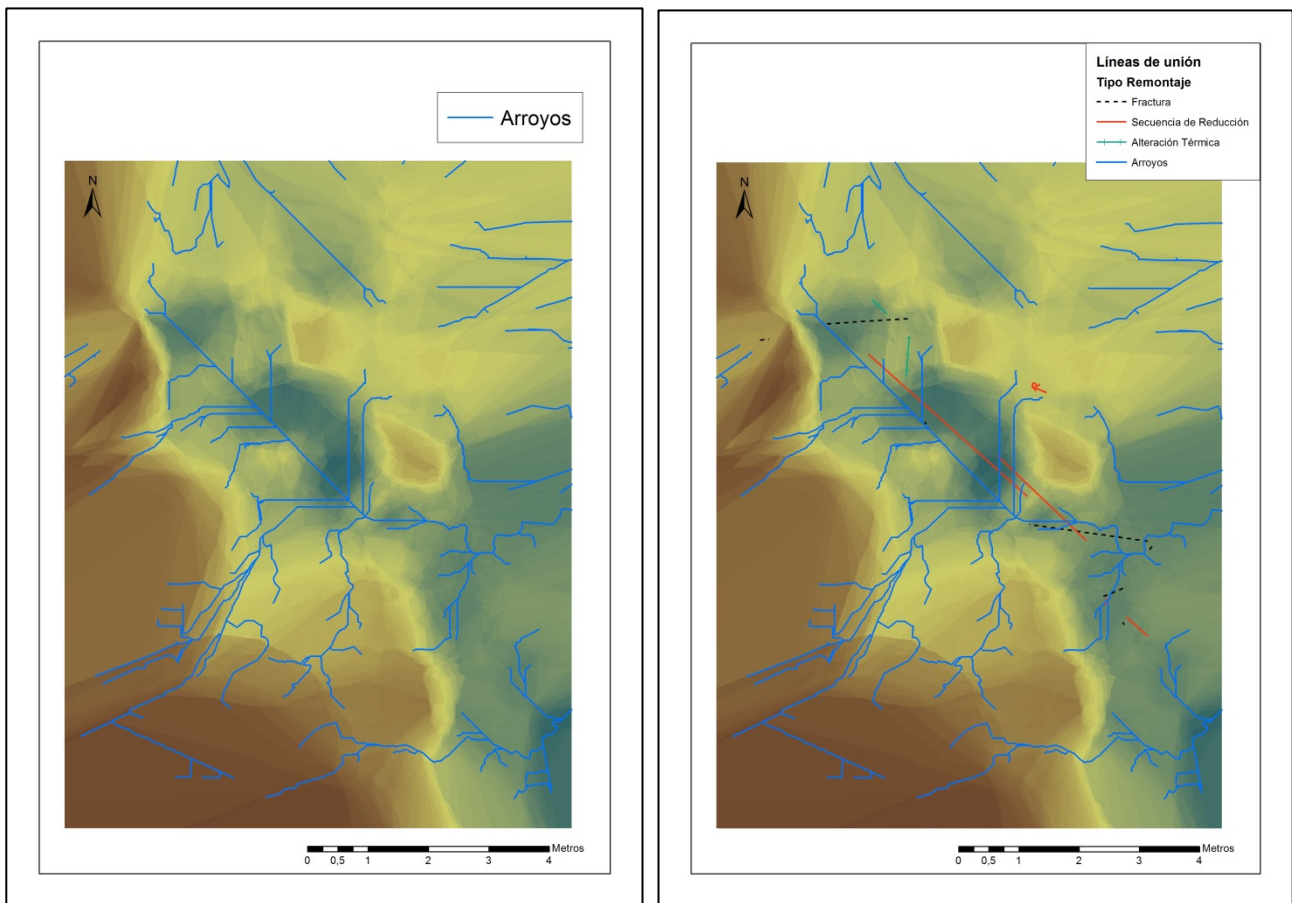 Arroyos
N
Metros
0 0,5 1 2 3 4
Líneas de unión
Tipo Remontaje
Fractura
Secuencia de Reducción
Alteración Térmica
Arroyos
N
Metros
0 0,5 1 2 3 4